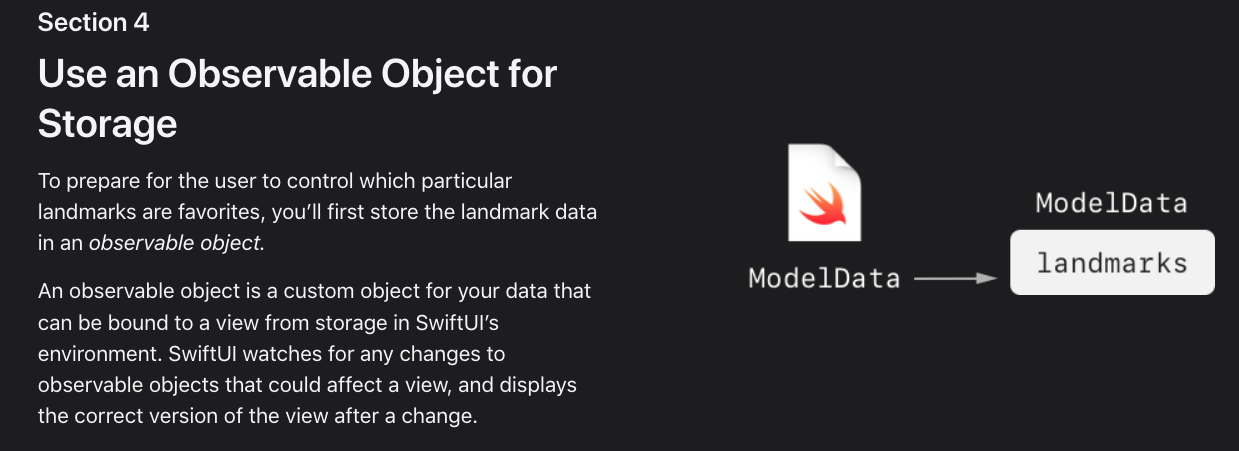 Section 4
Use an Observable Object for
Storage
To prepare for the user to control which particular
landmarks are favorites, you’ll first store the landmark data
in an observable object.
An observable object is a custom object for your data that
can be bound to a view from storage in SwiftUI’s
environment. SwiftUI watches for any changes to
observable objects that could affect a view, and displays
the correct version of the view after a change.
ModelData
ModelData
landmarks